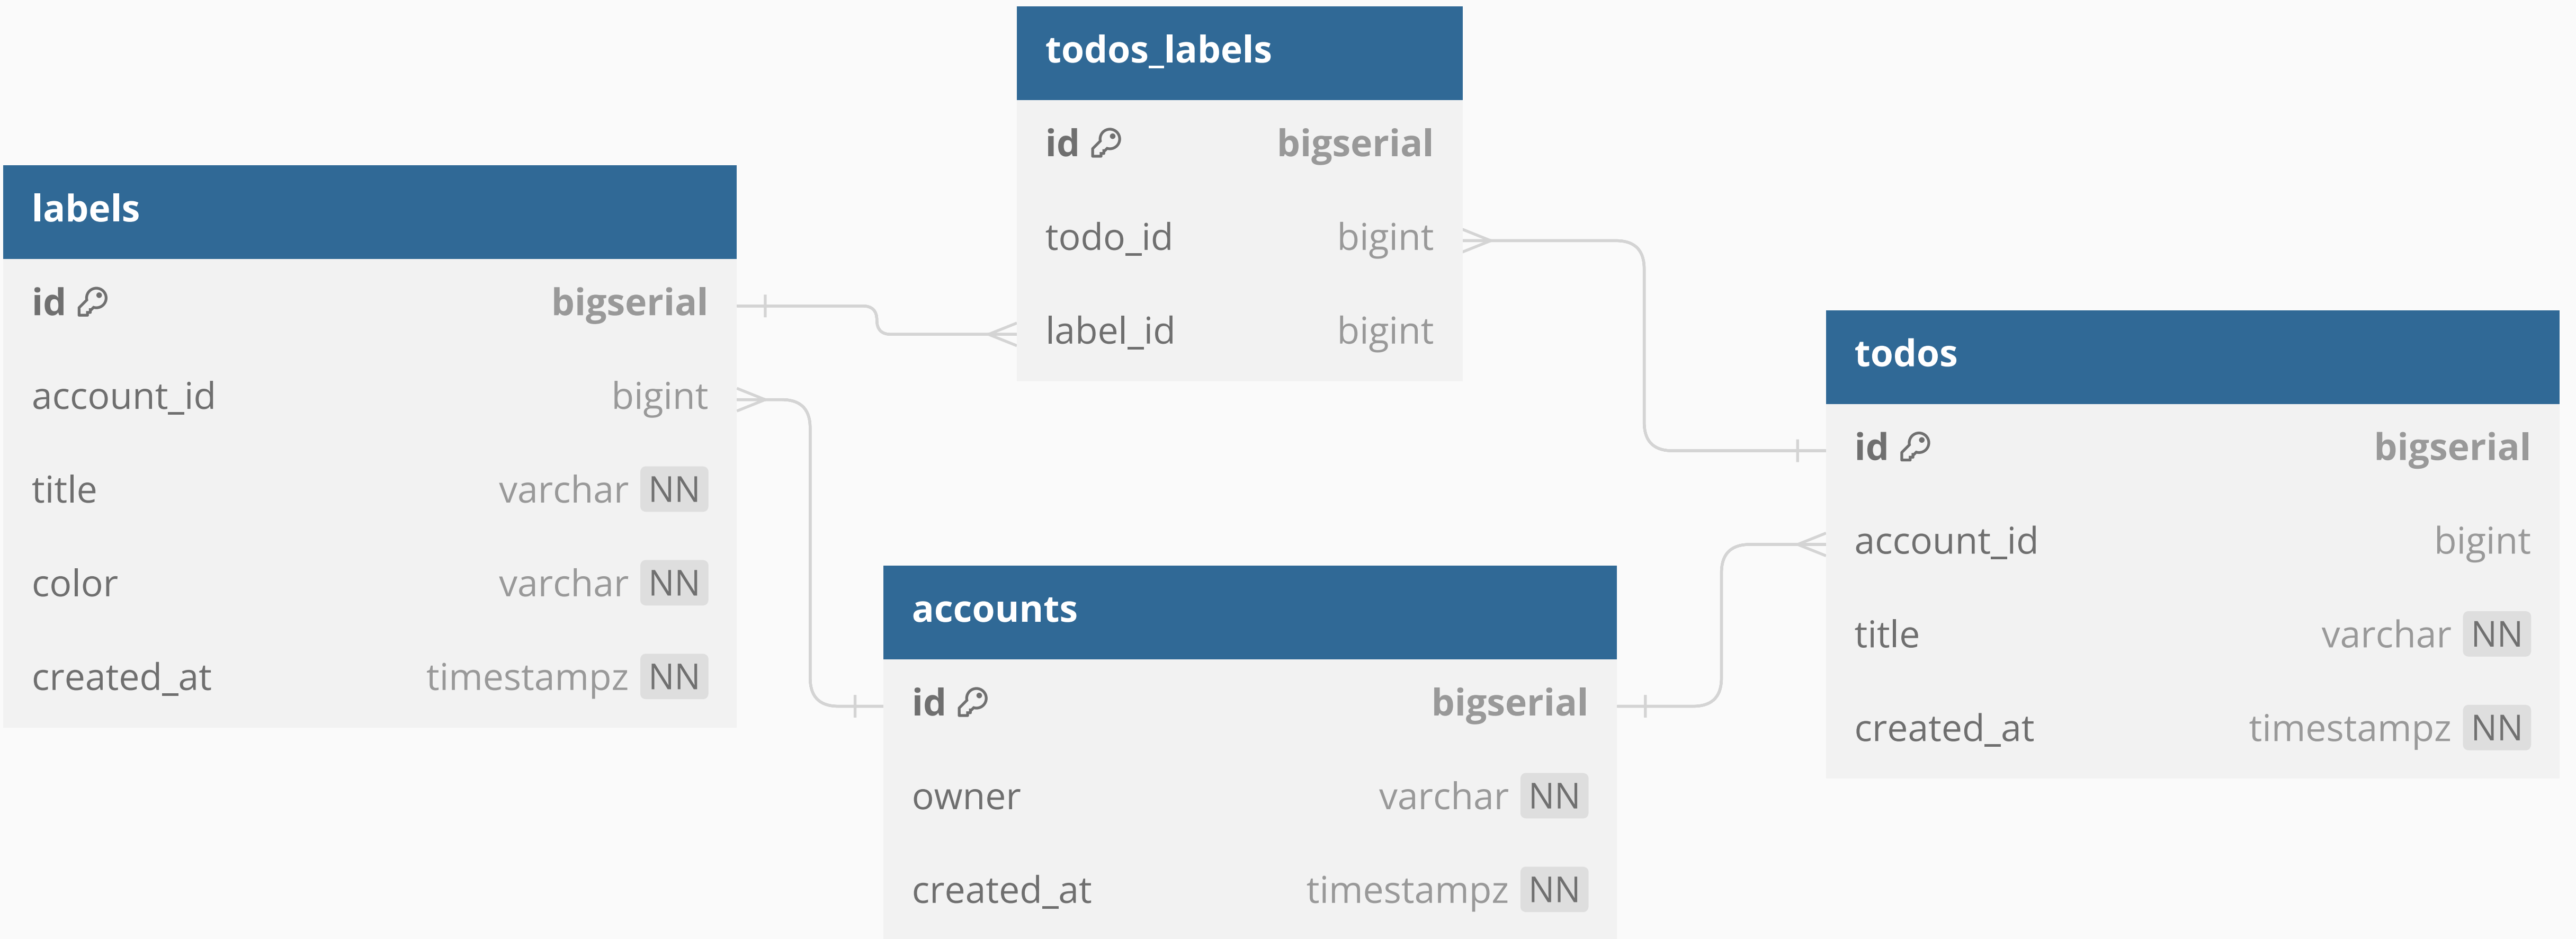 todos_labels
id bigserial
todo_id bigint
label_id bigint
labels
id bigserial
account_id bigint
title varchar NN
color varchar NN
created_at timestampz NN
todos
id bigserial
account_id bigint
title varchar NN
created_at timestampz NN
accounts
id bigserial
owner varchar NN
created_at timestampz NN